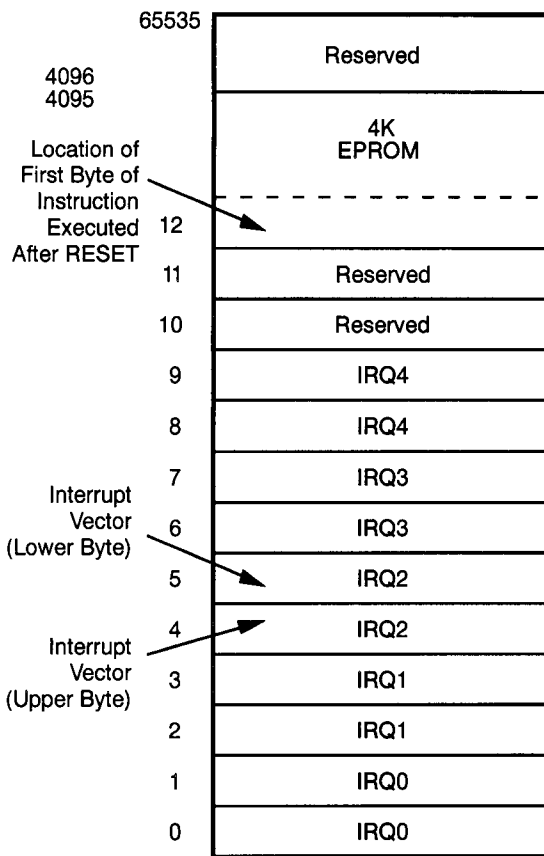 65535
Reserved
4096
4095
4K
EPROM
Location of
First Byte of
Instruction
Executed
After RESET
12
11
Reserved
10
Reserved
9
IRQ4
8
IRQ4
7
IRQ3
Interrupt
Vector
(Lower Byte)
6
IRQ3
5
IRQ2
4
IRQ2
Interrupt
Vector
(Upper Byte)
3
IRQ1
2
IRQ1
1
IRQ0
0
IRQ0